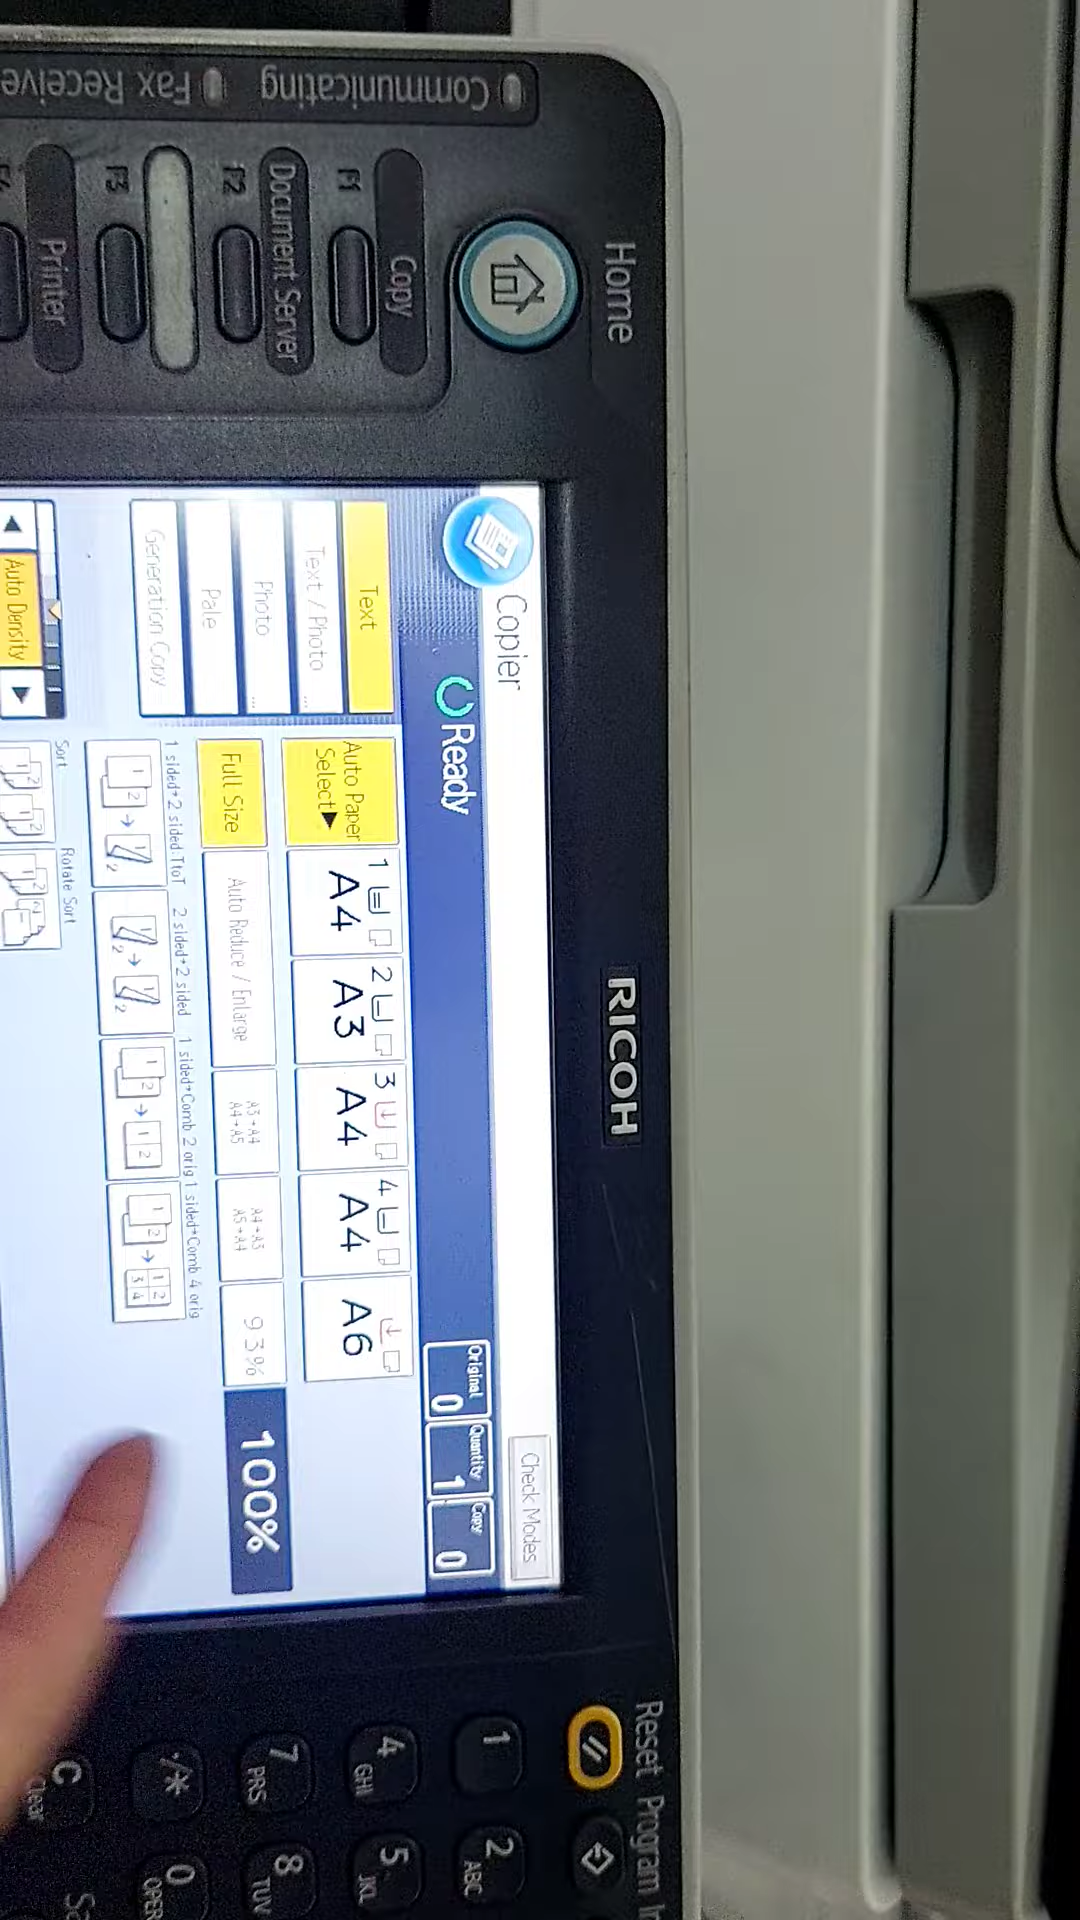 Communicating
Fax Receive
Home
Copy
F1
Document Server
F2
F3
Printer
RICOH
Copier
Check Modes
Ready
Original
0
Quantity
1
Copy
0
Text
Text / Photo
Photo
Pale
Generation Copy
Auto Density
Auto Paper
Select▶
1
A4
2
A3
3
A4
4
A4
A6
Full Size
Auto Reduce / Enlarge
A3→A4
A4→A5
A4→A3
A5→A4
93%
100%
1 sided→2 sided:TtoT
2 sided→2 sided
1 sided→Comb 2 orig
1 sided→Comb 4 orig
Sort
Rotate Sort
Reset
Program
1
2 ABC
4 GHI
5 JKL
7 PRS
8 TUV
./*
0 OPER
C
Clear